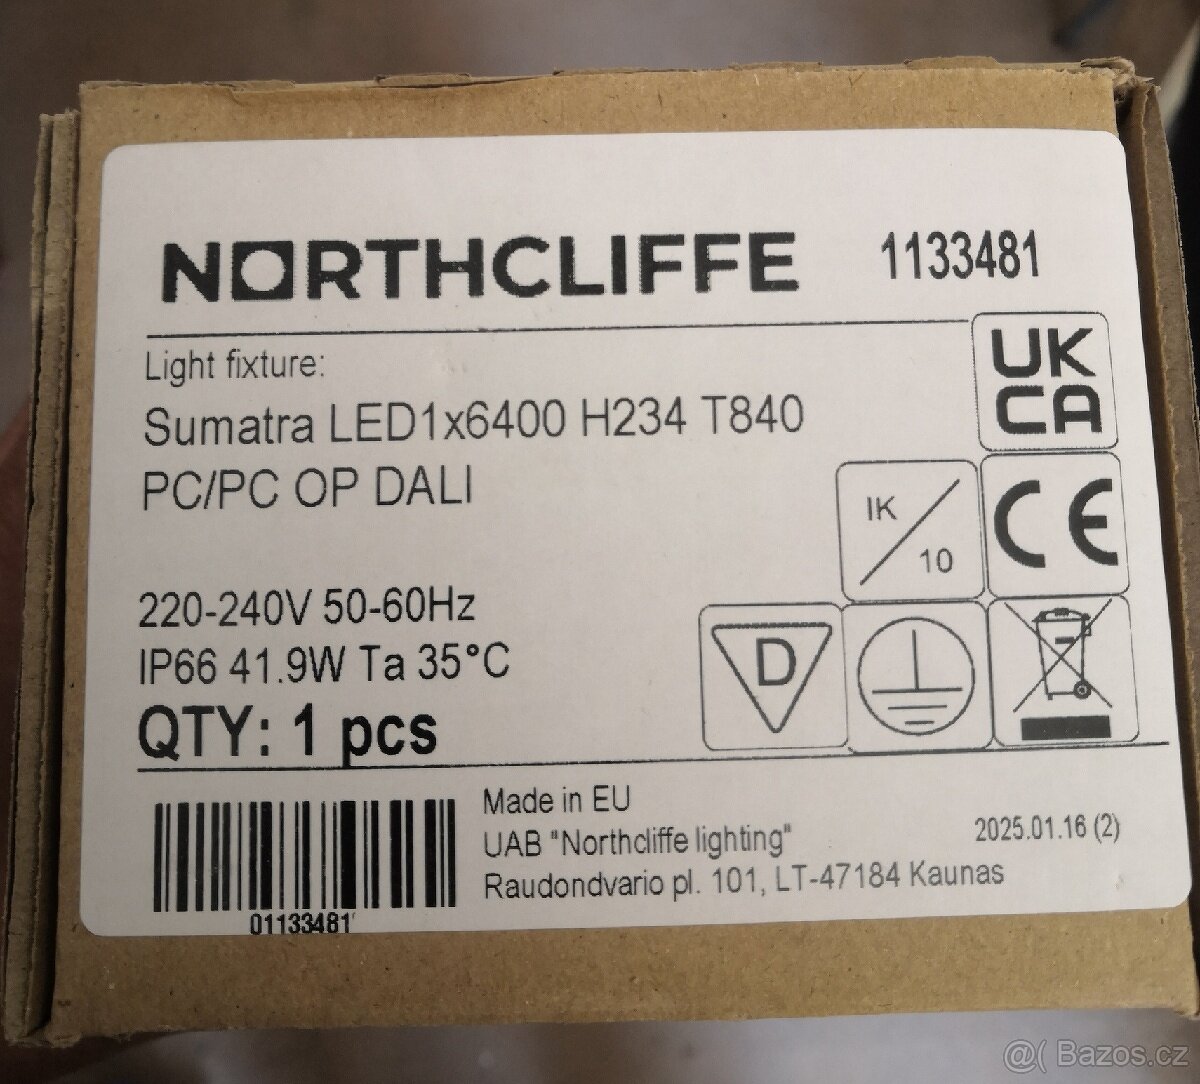 NORTHCLIFFE 1133481
Light fixture:
Sumatra LED1x6400 H234 T840
PC/PC OP DALI
UK
CA
IK
10
CE
220-240V 50-60Hz
IP66 41.9W Ta 35°C
D
QTY: 1 pcs
Made in EU
UAB "Northcliffe lighting"
Raudondvario pl. 101, LT-47184 Kaunas
2025.01.16 (2)
01133481
@( Bazos.cz